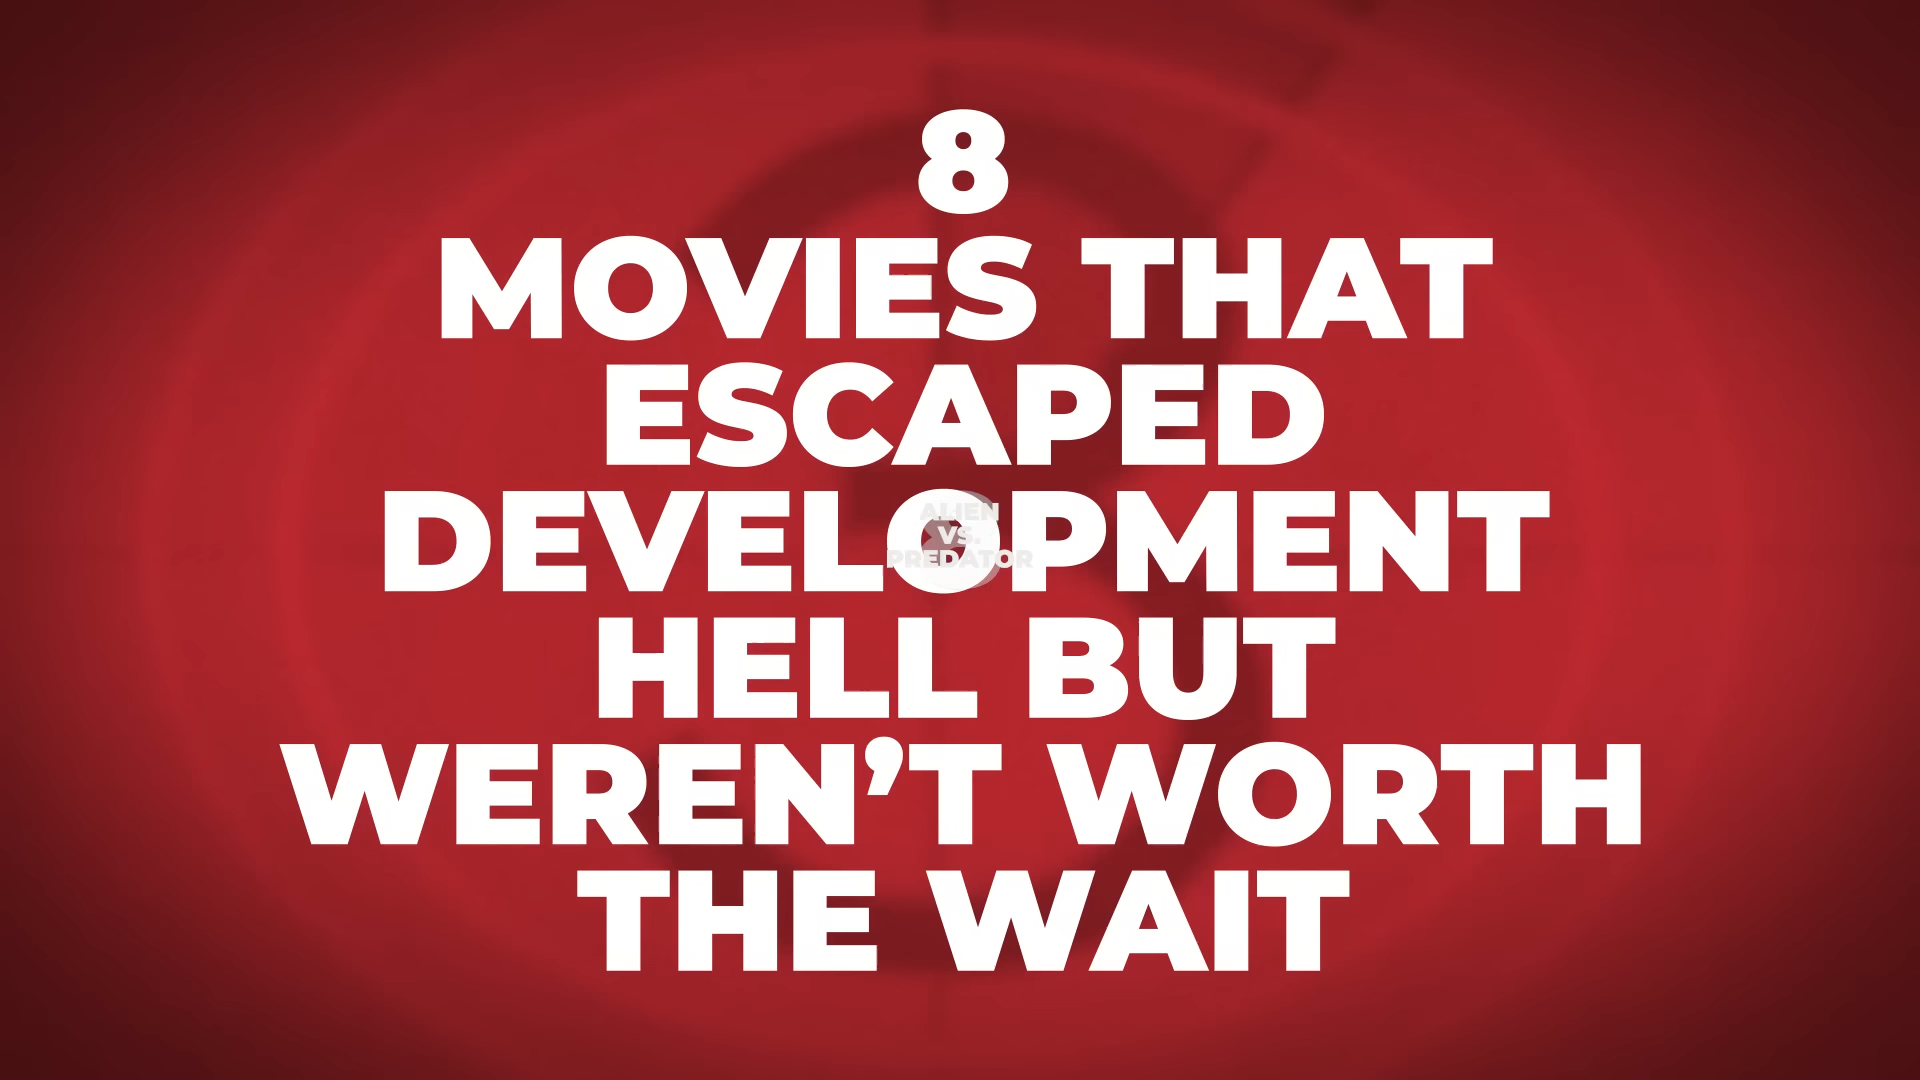 8
MOVIES THAT
ESCAPED
DEVELOPMENT
ALIEN
VS.
PREDATOR
HELL BUT
WEREN’T WORTH
THE WAIT